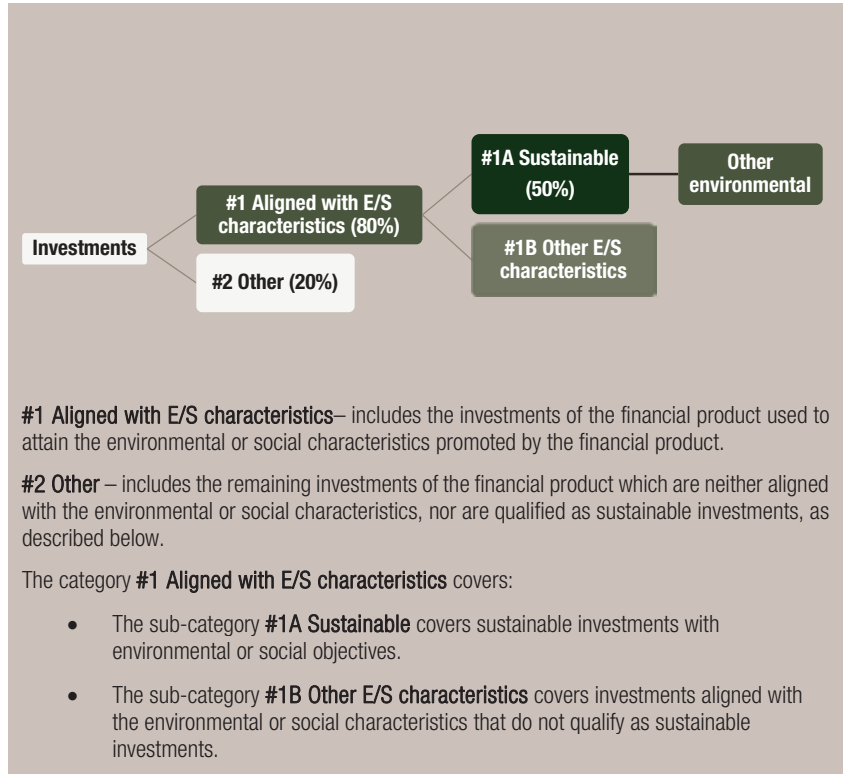 #1A Sustainable
(50%)
Other
environmental
#1 Aligned with E/S
characteristics (80%)
Investments
#1B Other E/S
characteristics
#2 Other (20%)
#1 Aligned with E/S characteristics– includes the investments of the financial product used to
attain the environmental or social characteristics promoted by the financial product.
#2 Other – includes the remaining investments of the financial product which are neither aligned
with the environmental or social characteristics, nor are qualified as sustainable investments, as
described below.
The category #1 Aligned with E/S characteristics covers:
• The sub-category #1A Sustainable covers sustainable investments with
environmental or social objectives.
• The sub-category #1B Other E/S characteristics covers investments aligned with
the environmental or social characteristics that do not qualify as sustainable
investments.